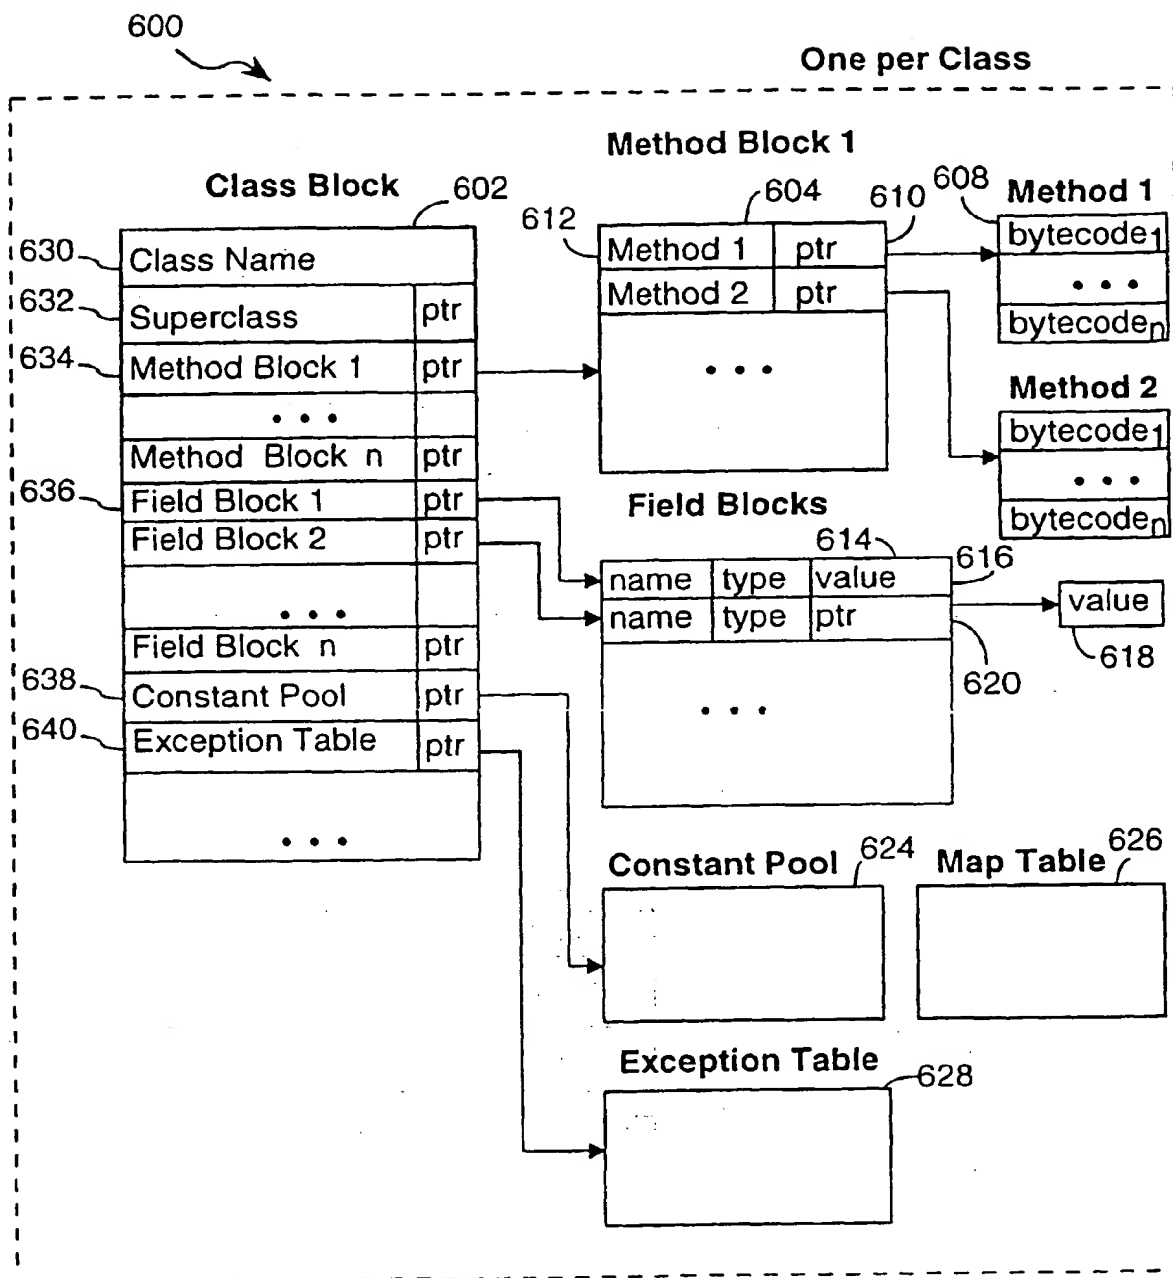 600
One per Class
Method Block 1
Class Block
602
604
610
608
Method 1
612
630
Class Name
Method 1 ptr
bytecode1
632
Superclass ptr
Method 2 ptr
• • •
bytecoden
634
Method Block 1 ptr
• • •
• • •
Method 2
Method Block n ptr
bytecode1
636
Field Block 1 ptr
Field Blocks
• • •
Field Block 2 ptr
614
bytecoden
616
name type value
• • •
name type ptr
value
Field Block n ptr
620
618
638
Constant Pool ptr
• • •
640
Exception Table ptr
• • •
Constant Pool
624
Map Table
626
Exception Table
628